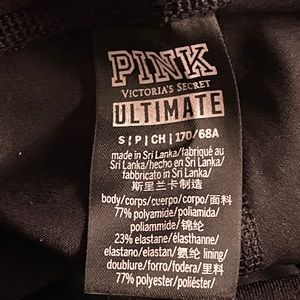 PINK
VICTORIA'S SECRET
ULTIMATE
S | P | CH | 170/68A
made in Sri Lanka/fabriqué au
Sri Lanka/hecho en Sri Lanka/
fabbricato in Sri Lanka/
斯里兰卡制造
body/corps/cuerpo/corpo/面料
77% polyamide/poliamida/
poliammide/锦纶
23% elastane/élasthanne/
elastano/elastan/氨纶 lining/
doublure/forro/fodera/里料
77% polyester/poliéster/